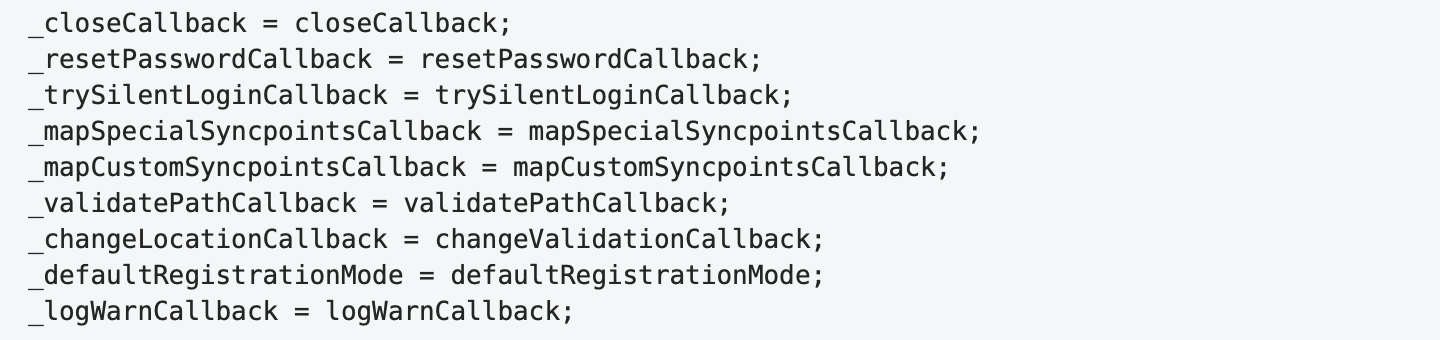 _closeCallback = closeCallback;
_resetPasswordCallback = resetPasswordCallback;
_trySilentLoginCallback = trySilentLoginCallback;
_mapSpecialSyncpointsCallback = mapSpecialSyncpointsCallback;
_mapCustomSyncpointsCallback = mapCustomSyncpointsCallback;
_validatePathCallback = validatePathCallback;
_changeLocationCallback = changeValidationCallback;
_defaultRegistrationMode = defaultRegistrationMode;
_logWarnCallback = logWarnCallback;